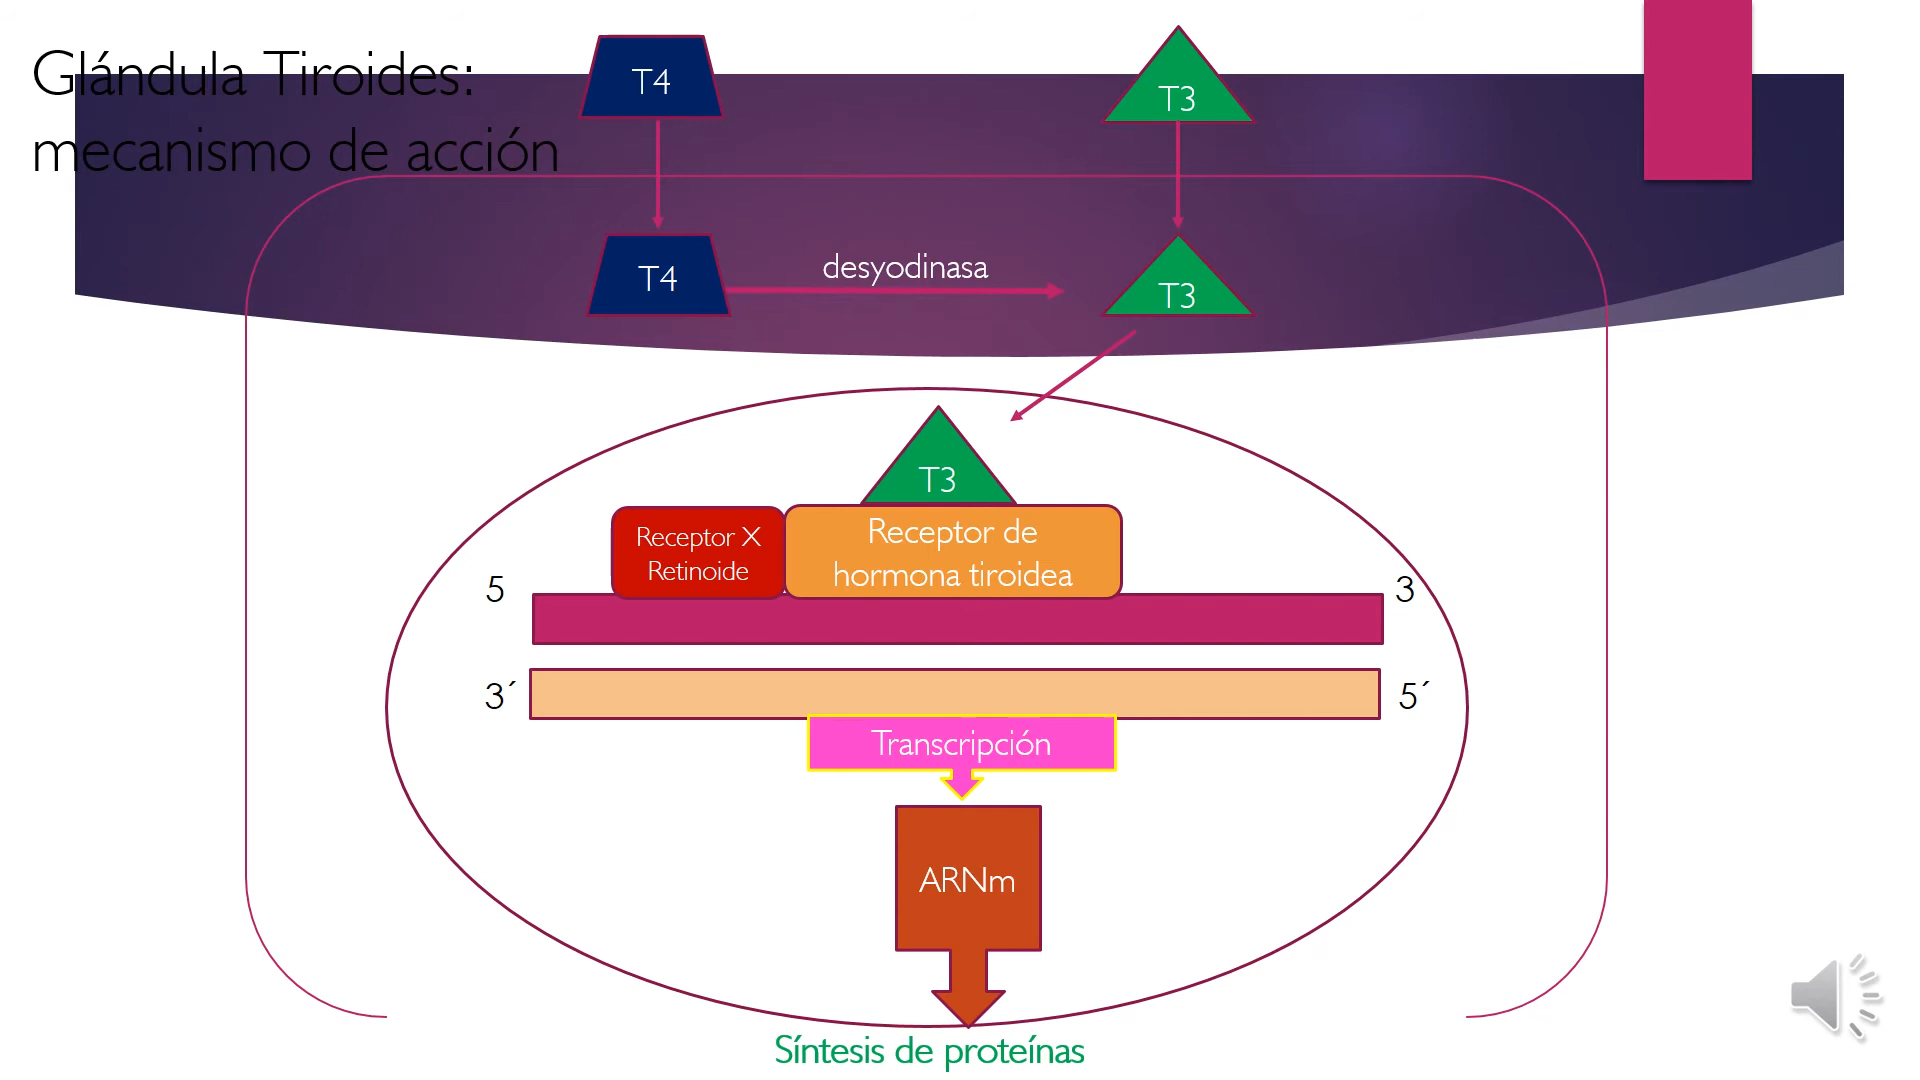 Glándula Tiroides:
mecanismo de acción
T4
T3
T4
desyodinasa
T3
T3
Receptor X
Retinoide
Receptor de
hormona tiroidea
5
3
3´
5´
Transcripción
ARNm
Síntesis de proteínas